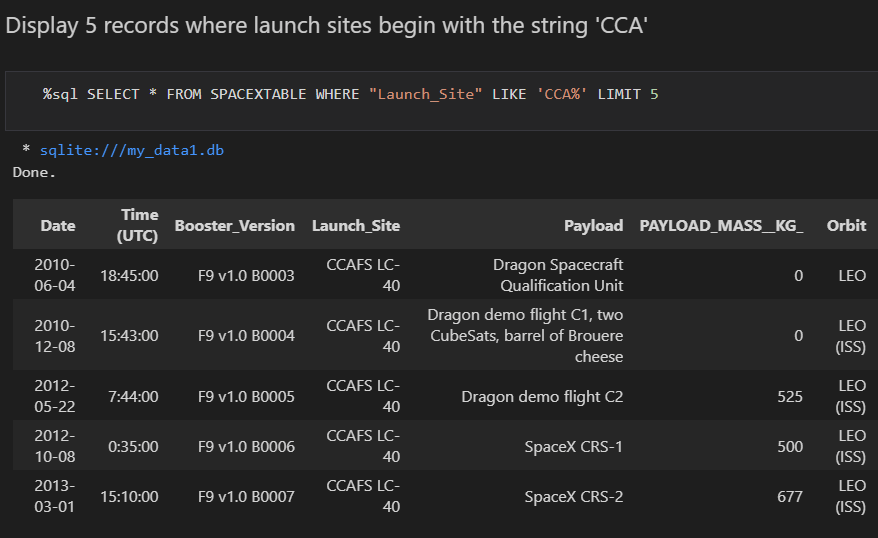 Display 5 records where launch sites begin with the string 'CCA'
%sql SELECT * FROM SPACEXTABLE WHERE "Launch_Site" LIKE 'CCA%' LIMIT 5
* sqlite:///my_data1.db
Done.
Date Time (UTC) Booster_Version Launch_Site Payload PAYLOAD_MASS__KG_ Orbit
2010-06-04 18:45:00 F9 v1.0 B0003 CCAFS LC-40 Dragon Spacecraft Qualification Unit 0 LEO
2010-12-08 15:43:00 F9 v1.0 B0004 CCAFS LC-40 Dragon demo flight C1, two CubeSats, barrel of Brouere cheese 0 LEO (ISS)
2012-05-22 7:44:00 F9 v1.0 B0005 CCAFS LC-40 Dragon demo flight C2 525 LEO (ISS)
2012-10-08 0:35:00 F9 v1.0 B0006 CCAFS LC-40 SpaceX CRS-1 500 LEO (ISS)
2013-03-01 15:10:00 F9 v1.0 B0007 CCAFS LC-40 SpaceX CRS-2 677 LEO (ISS)